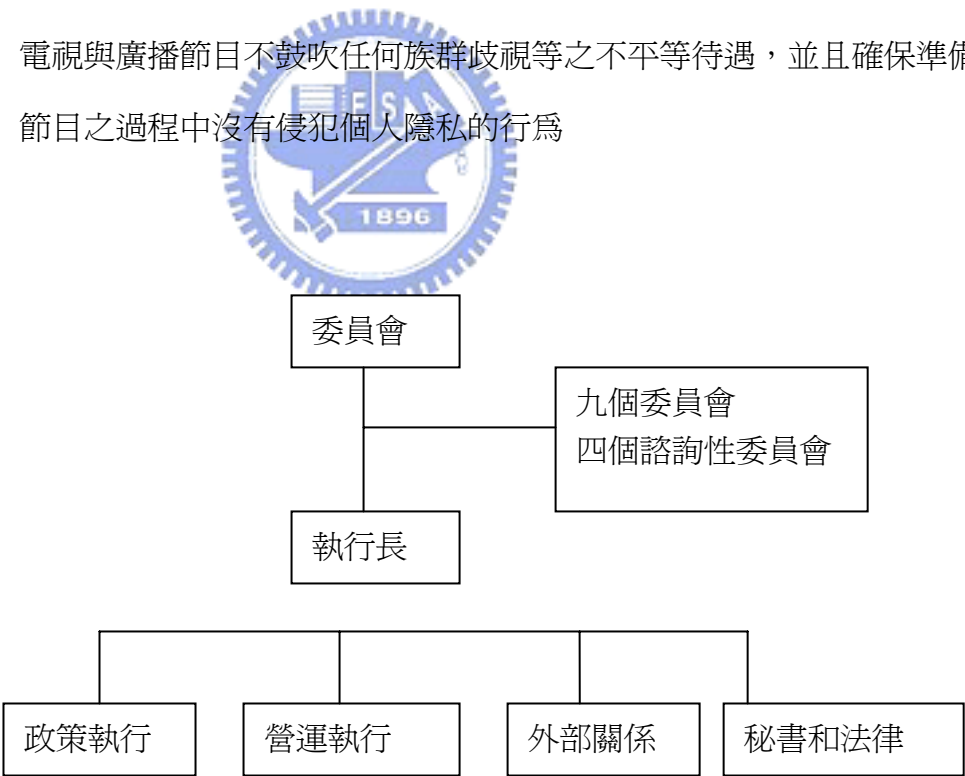 電視與廣播節目不鼓吹任何族群歧視等之不平等待遇，並且確保準備
節目之過程中沒有侵犯個人隱私的行爲
ESA
1896
委員會
九個委員會
四個諮詢性委員會
執行長
政策執行
營運執行
外部關係
秘書和法律